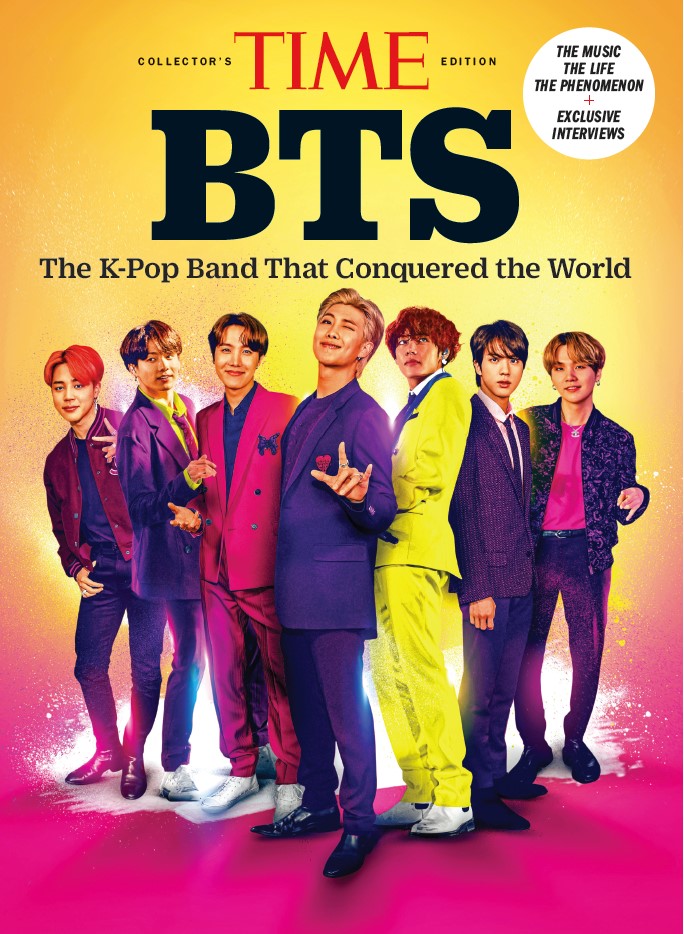 COLLECTOR'S TIME EDITION
BTS
The K-Pop Band That Conquered the World
THE MUSIC
THE LIFE
THE PHENOMENON
+
EXCLUSIVE
INTERVIEWS